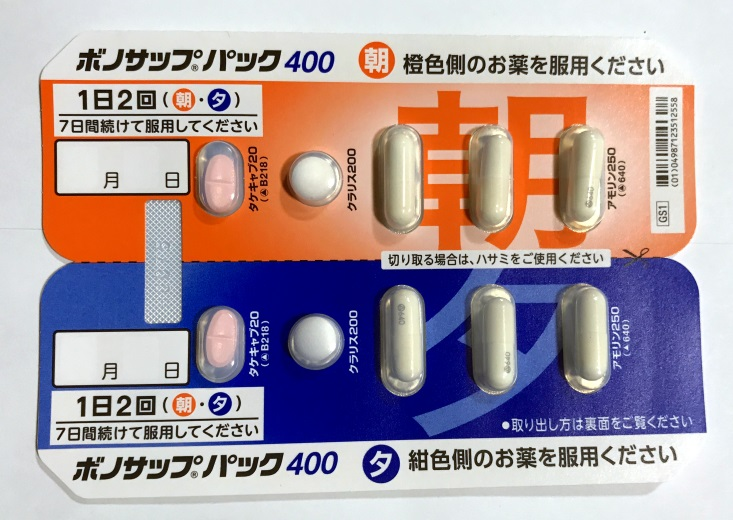 ボノサップ®パック400 朝 橙色側のお薬を服用ください
1日2回(朝・夕)
7日間続けて服用してください
月 日
タケキャブ20
(△B218)
クラリス200
朝
アモリン250
(△640)
(01)04987123512558
GS1
640
切り取る場合は、ハサミをご使用ください
月 日
タケキャブ20
(△B218)
クラリス200
夕
640
640
アモリン250
(△640)
1日2回(朝・夕)
7日間続けて服用してください
●取り出し方は裏面をご覧ください
ボノサップ®パック400 夕 紺色側のお薬を服用ください